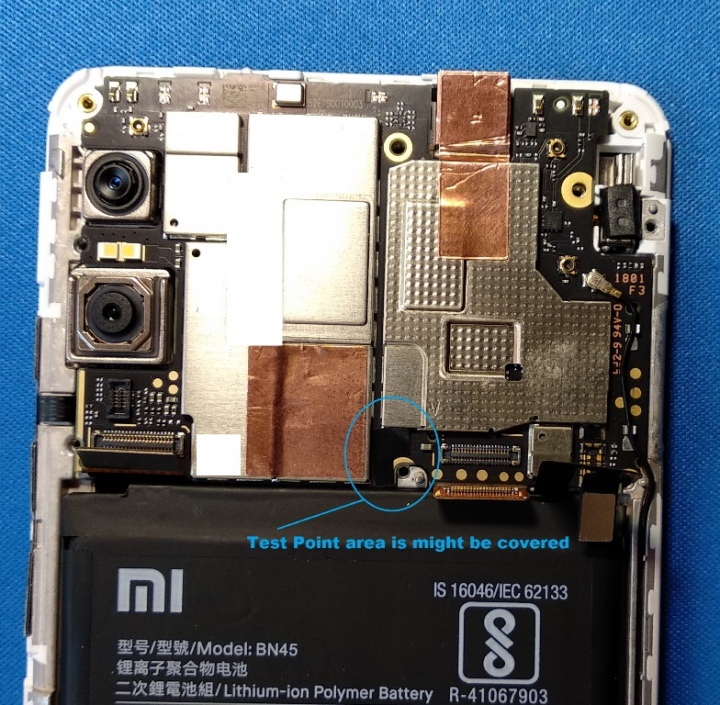 1801
F3
Test Point area is might be covered
mi
IS 16046/IEC 62133
型号/型號/Model: BN45
锂离子聚合物电池
二次鋰電池組/Lithium-ion Polymer Battery
R-41067903